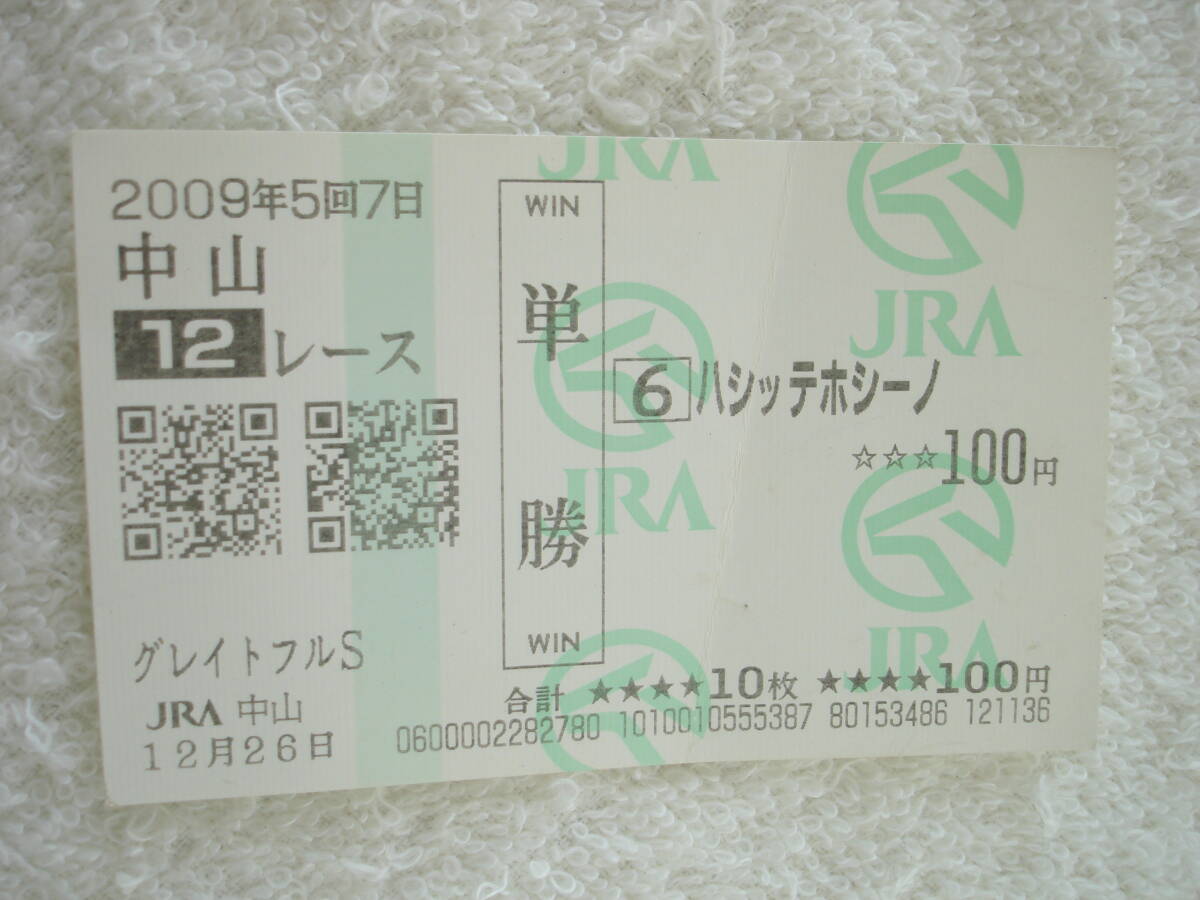 2009年5回7日
中山
12レース
グレイトフルS
JRA 中山
12月26日
WIN
単勝
WIN
6 ハシッテホシーノ
☆☆☆100円
合計 ★★★★10枚 ★★★★100円
0600002282780 1010010555387 80153486 121136
JRA
JRA
JRA
JRA